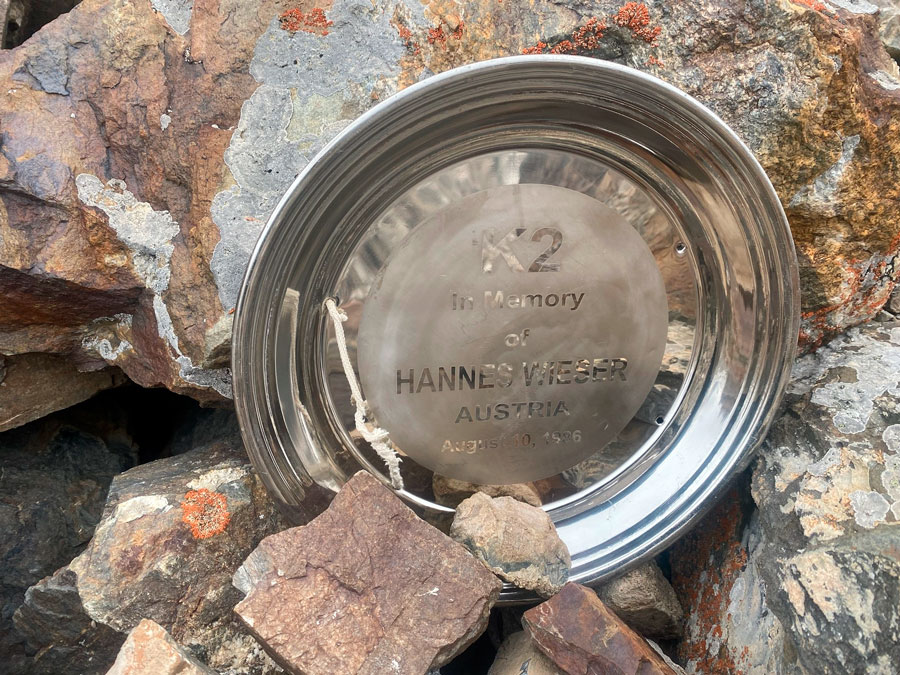 K2
In Memory
of
HANNES WIESER
AUSTRIA
August 10, 1986